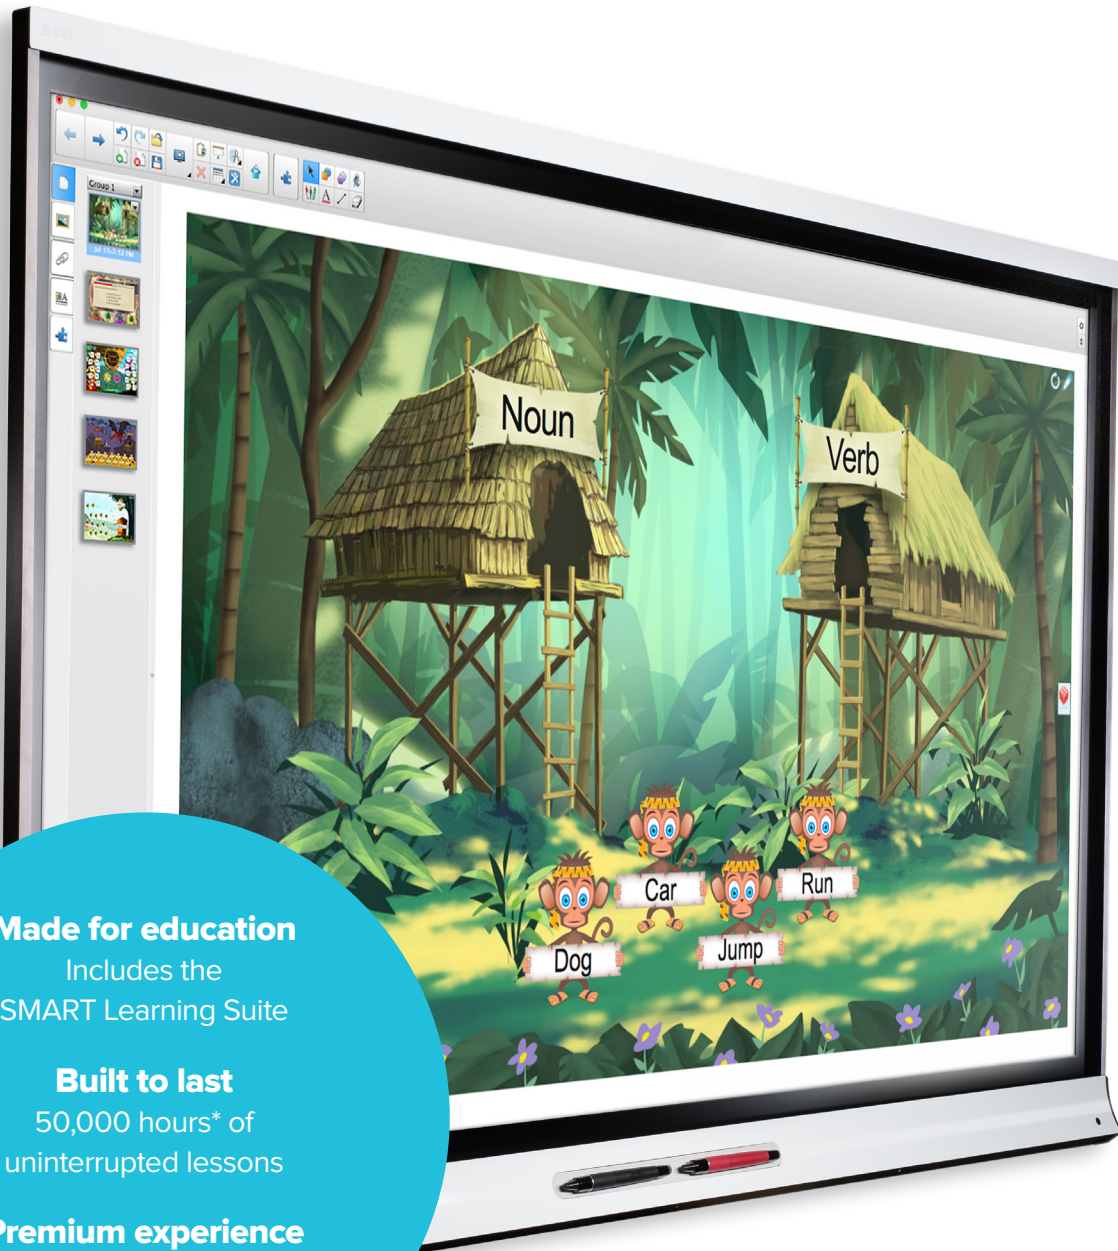 SMART
Group 1
Noun
Verb
Car
Run
Dog
Jump
Made for education
Includes the
SMART Learning Suite
Built to last
50,000 hours* of
uninterrupted lessons
Premium experience